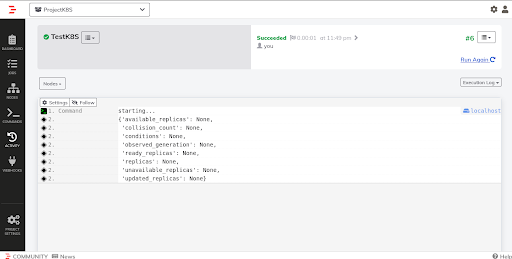 ProjectK8S
TestK8S
Succeeded 0.00:01 at 11:49 pm
you
#6
Run Again
DASHBOARD
JOBS
NODES
COMMANDS
ACTIVITY
WEBHOOKS
PROJECT
SETTINGS
Nodes
Execution Log
Settings Follow
1. Command starting... localhost
2. {'available_replicas': None,
2. 'collision_count': None,
2. 'conditions': None,
2. 'observed_generation': None,
2. 'ready_replicas': None,
2. 'replicas': None,
2. 'unavailable_replicas': None,
2. 'updated_replicas': None}
COMMUNITY News Help